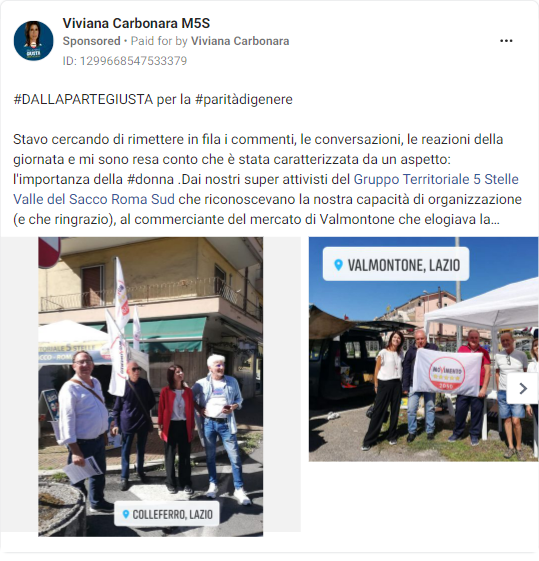 Viviana Carbonara M5S
Sponsored • Paid for by Viviana Carbonara
ID: 1299668547533379
#DALLAPARTEGIUSTA per la #paritàdigenere
Stavo cercando di rimettere in fila i commenti, le conversazioni, le reazioni della
giornata e mi sono resa conto che è stata caratterizzata da un aspetto:
l'importanza della #donna .Dai nostri super attivisti del Gruppo Territoriale 5 Stelle
Valle del Sacco Roma Sud che riconoscevano la nostra capacità di organizzazione
(e che ringrazio), al commerciante del mercato di Valmontone che elogiava la...
VALMONTONE, LAZIO
MOVIMENTO
2050
COLLEFERRO, LAZIO